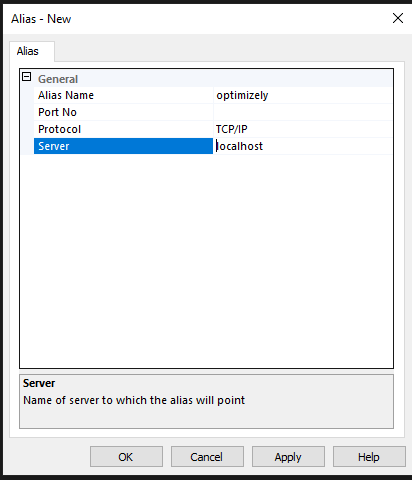 Alias - New
Alias
General
Alias Name optimizely
Port No
Protocol TCP/IP
Server localhost
Server
Name of server to which the alias will point
OK Cancel Apply Help